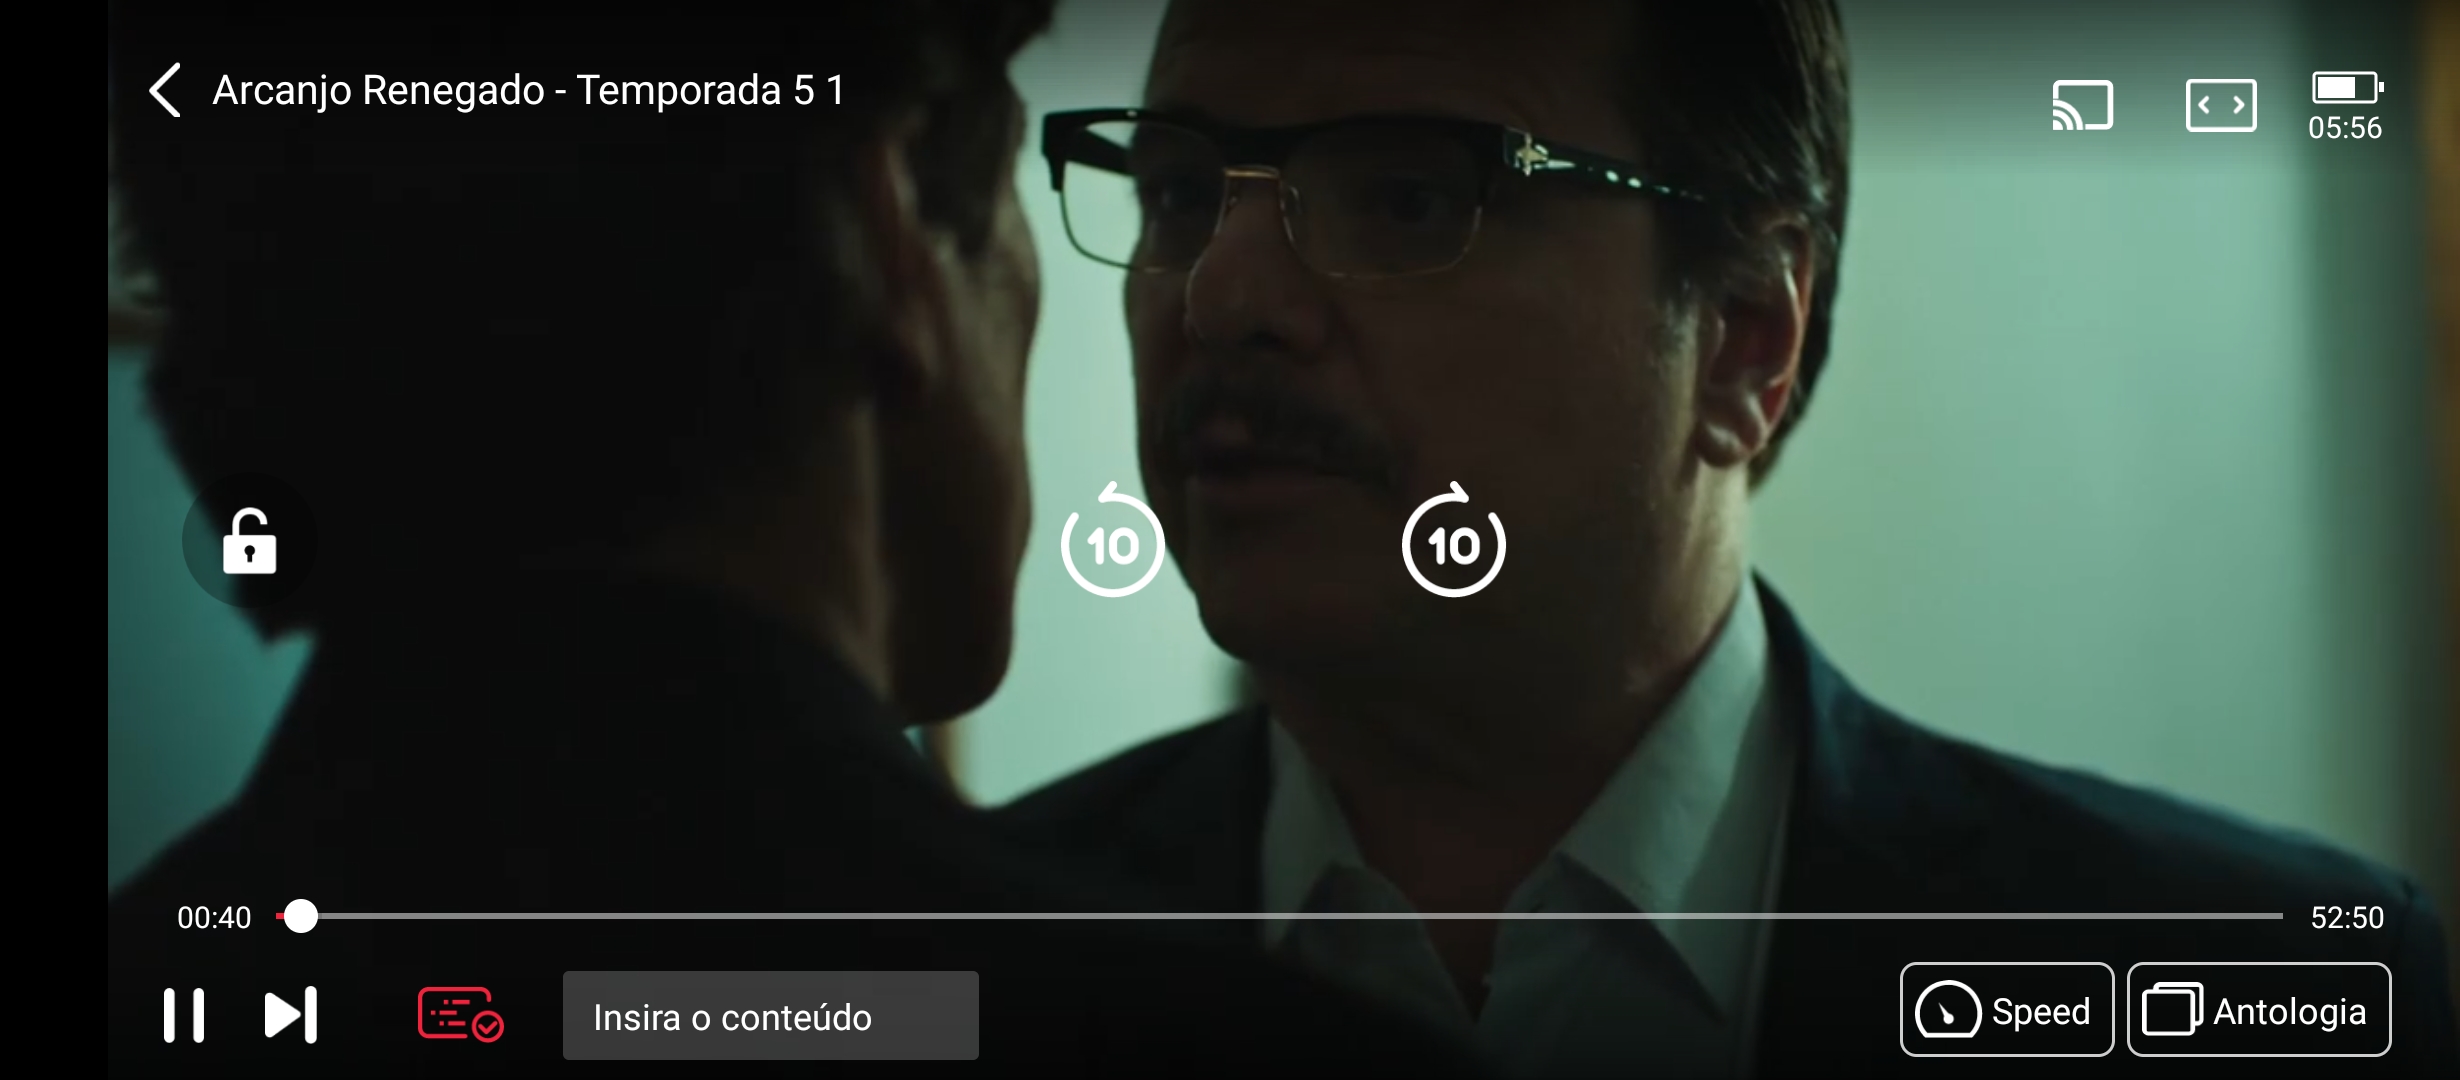 Arcanjo Renegado - Temporada 5 1
05:56
10
10
00:40
52:50
Insira o conteúdo
Speed
Antologia